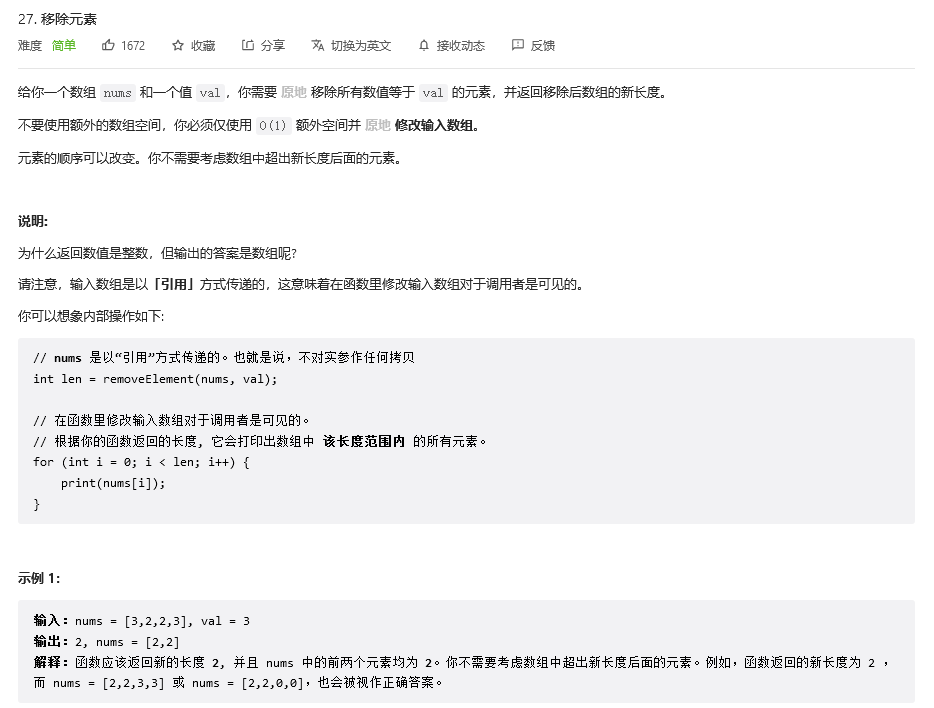 27. 移除元素
难度 简单 1672 收藏 分享 切换为英文 接收动态 反馈
给你一个数组 nums 和一个值 val，你需要 原地 移除所有数值等于 val 的元素，并返回移除后数组的新长度。
不要使用额外的数组空间，你必须仅使用 O(1) 额外空间并 原地 修改输入数组。
元素的顺序可以改变。你不需要考虑数组中超出新长度后面的元素。
说明:
为什么返回数值是整数，但输出的答案是数组呢?
请注意，输入数组是以「引用」方式传递的，这意味着在函数里修改输入数组对于调用者是可见的。
你可以想象内部操作如下:
// nums 是以“引用”方式传递的。也就是说，不对实参作任何拷贝
int len = removeElement(nums, val);
// 在函数里修改输入数组对于调用者是可见的。
// 根据你的函数返回的长度, 它会打印出数组中 该长度范围内 的所有元素。
for (int i = 0; i < len; i++) {
    print(nums[i]);
}
示例 1:
输入：nums = [3,2,2,3], val = 3
输出：2, nums = [2,2]
解释：函数应该返回新的长度 2, 并且 nums 中的前两个元素均为 2。你不需要考虑数组中超出新长度后面的元素。例如，函数返回的新长度为 2 ，
而 nums = [2,2,3,3] 或 nums = [2,2,0,0]，也会被视作正确答案。